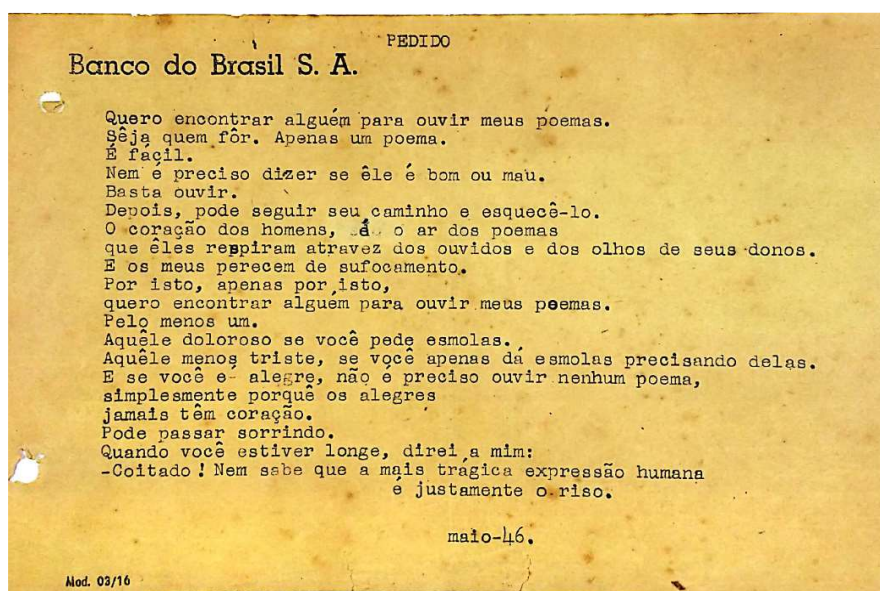 PEDIDO
Banco do Brasil S. A.
Quero encontrar alguém para ouvir meus poemas.
Sêja quem fôr. Apenas um poema.
É fácil.
Nem é preciso dizer se êle é bom ou mau.
Basta ouvir.
Depois, pode seguir seu caminho e esquecê-lo.
O coração dos homens, o ar dos poemas
que êles respiram atravez dos ouvidos e dos olhos de seus donos.
E os meus perecem de sufocamento.
Por isto, apenas por isto,
quero encontrar alguém para ouvir meus poemas.
Pelo menos um.
Aquêle doloroso se você pede esmolas.
Aquêle menos triste, se você apenas dá esmolas precisando delas.
E se você é alegre, não é preciso ouvir nenhum poema,
simplesmente porquê os alegres
jamais têm coração.
Pode passar sorrindo.
Quando você estiver longe, direi a mim:
-Coitado! Nem sabe que a mais trágica expressão humana
é justamente o riso.
maio-46.
Mod. 03/16